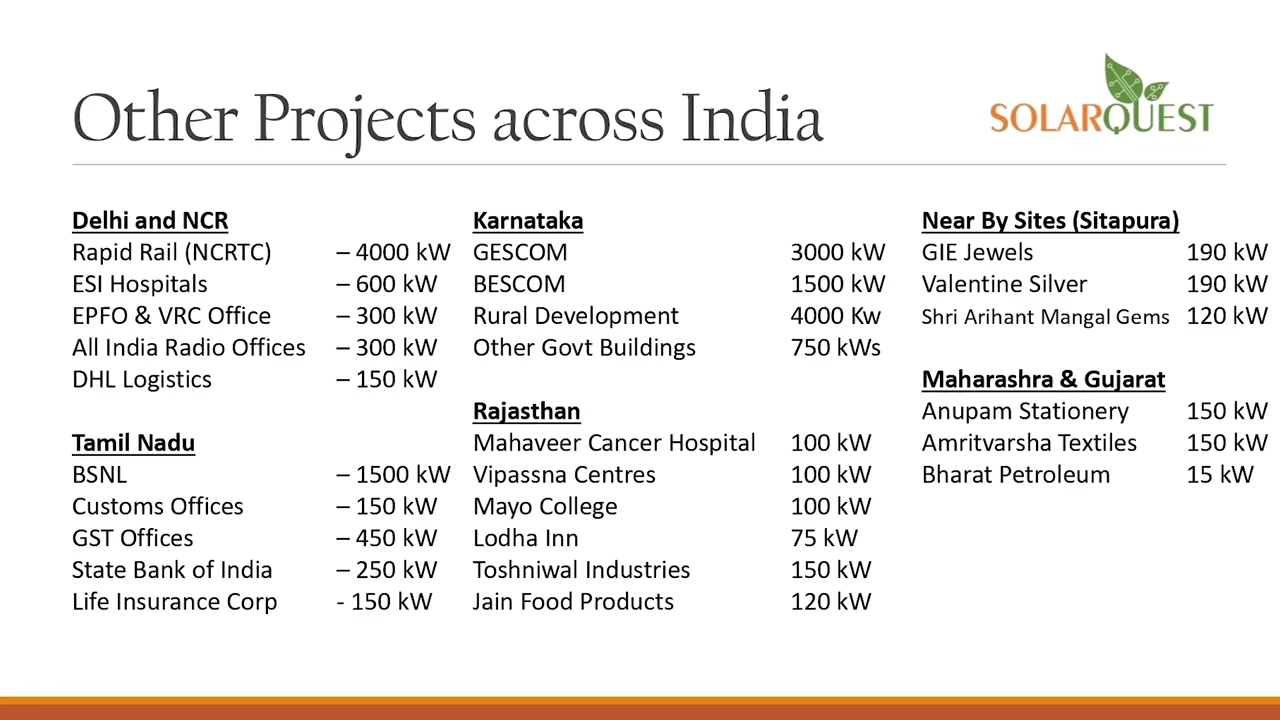 Other Projects across India
SOLARQUEST
Delhi and NCR
Rapid Rail (NCRTC) – 4000 kW
ESI Hospitals – 600 kW
EPFO & VRC Office – 300 kW
All India Radio Offices – 300 kW
DHL Logistics – 150 kW
Tamil Nadu
BSNL – 1500 kW
Customs Offices – 150 kW
GST Offices – 450 kW
State Bank of India – 250 kW
Life Insurance Corp - 150 kW
Karnataka
GESCOM 3000 kW
BESCOM 1500 kW
Rural Development 4000 Kw
Other Govt Buildings 750 kWs
Rajasthan
Mahaveer Cancer Hospital 100 kW
Vipassna Centres 100 kW
Mayo College 100 kW
Lodha Inn 75 kW
Toshniwal Industries 150 kW
Jain Food Products 120 kW
Near By Sites (Sitapura)
GIE Jewels 190 kW
Valentine Silver 190 kW
Shri Arihant Mangal Gems 120 kW
Maharashra & Gujarat
Anupam Stationery 150 kW
Amritvarsha Textiles 150 kW
Bharat Petroleum 15 kW